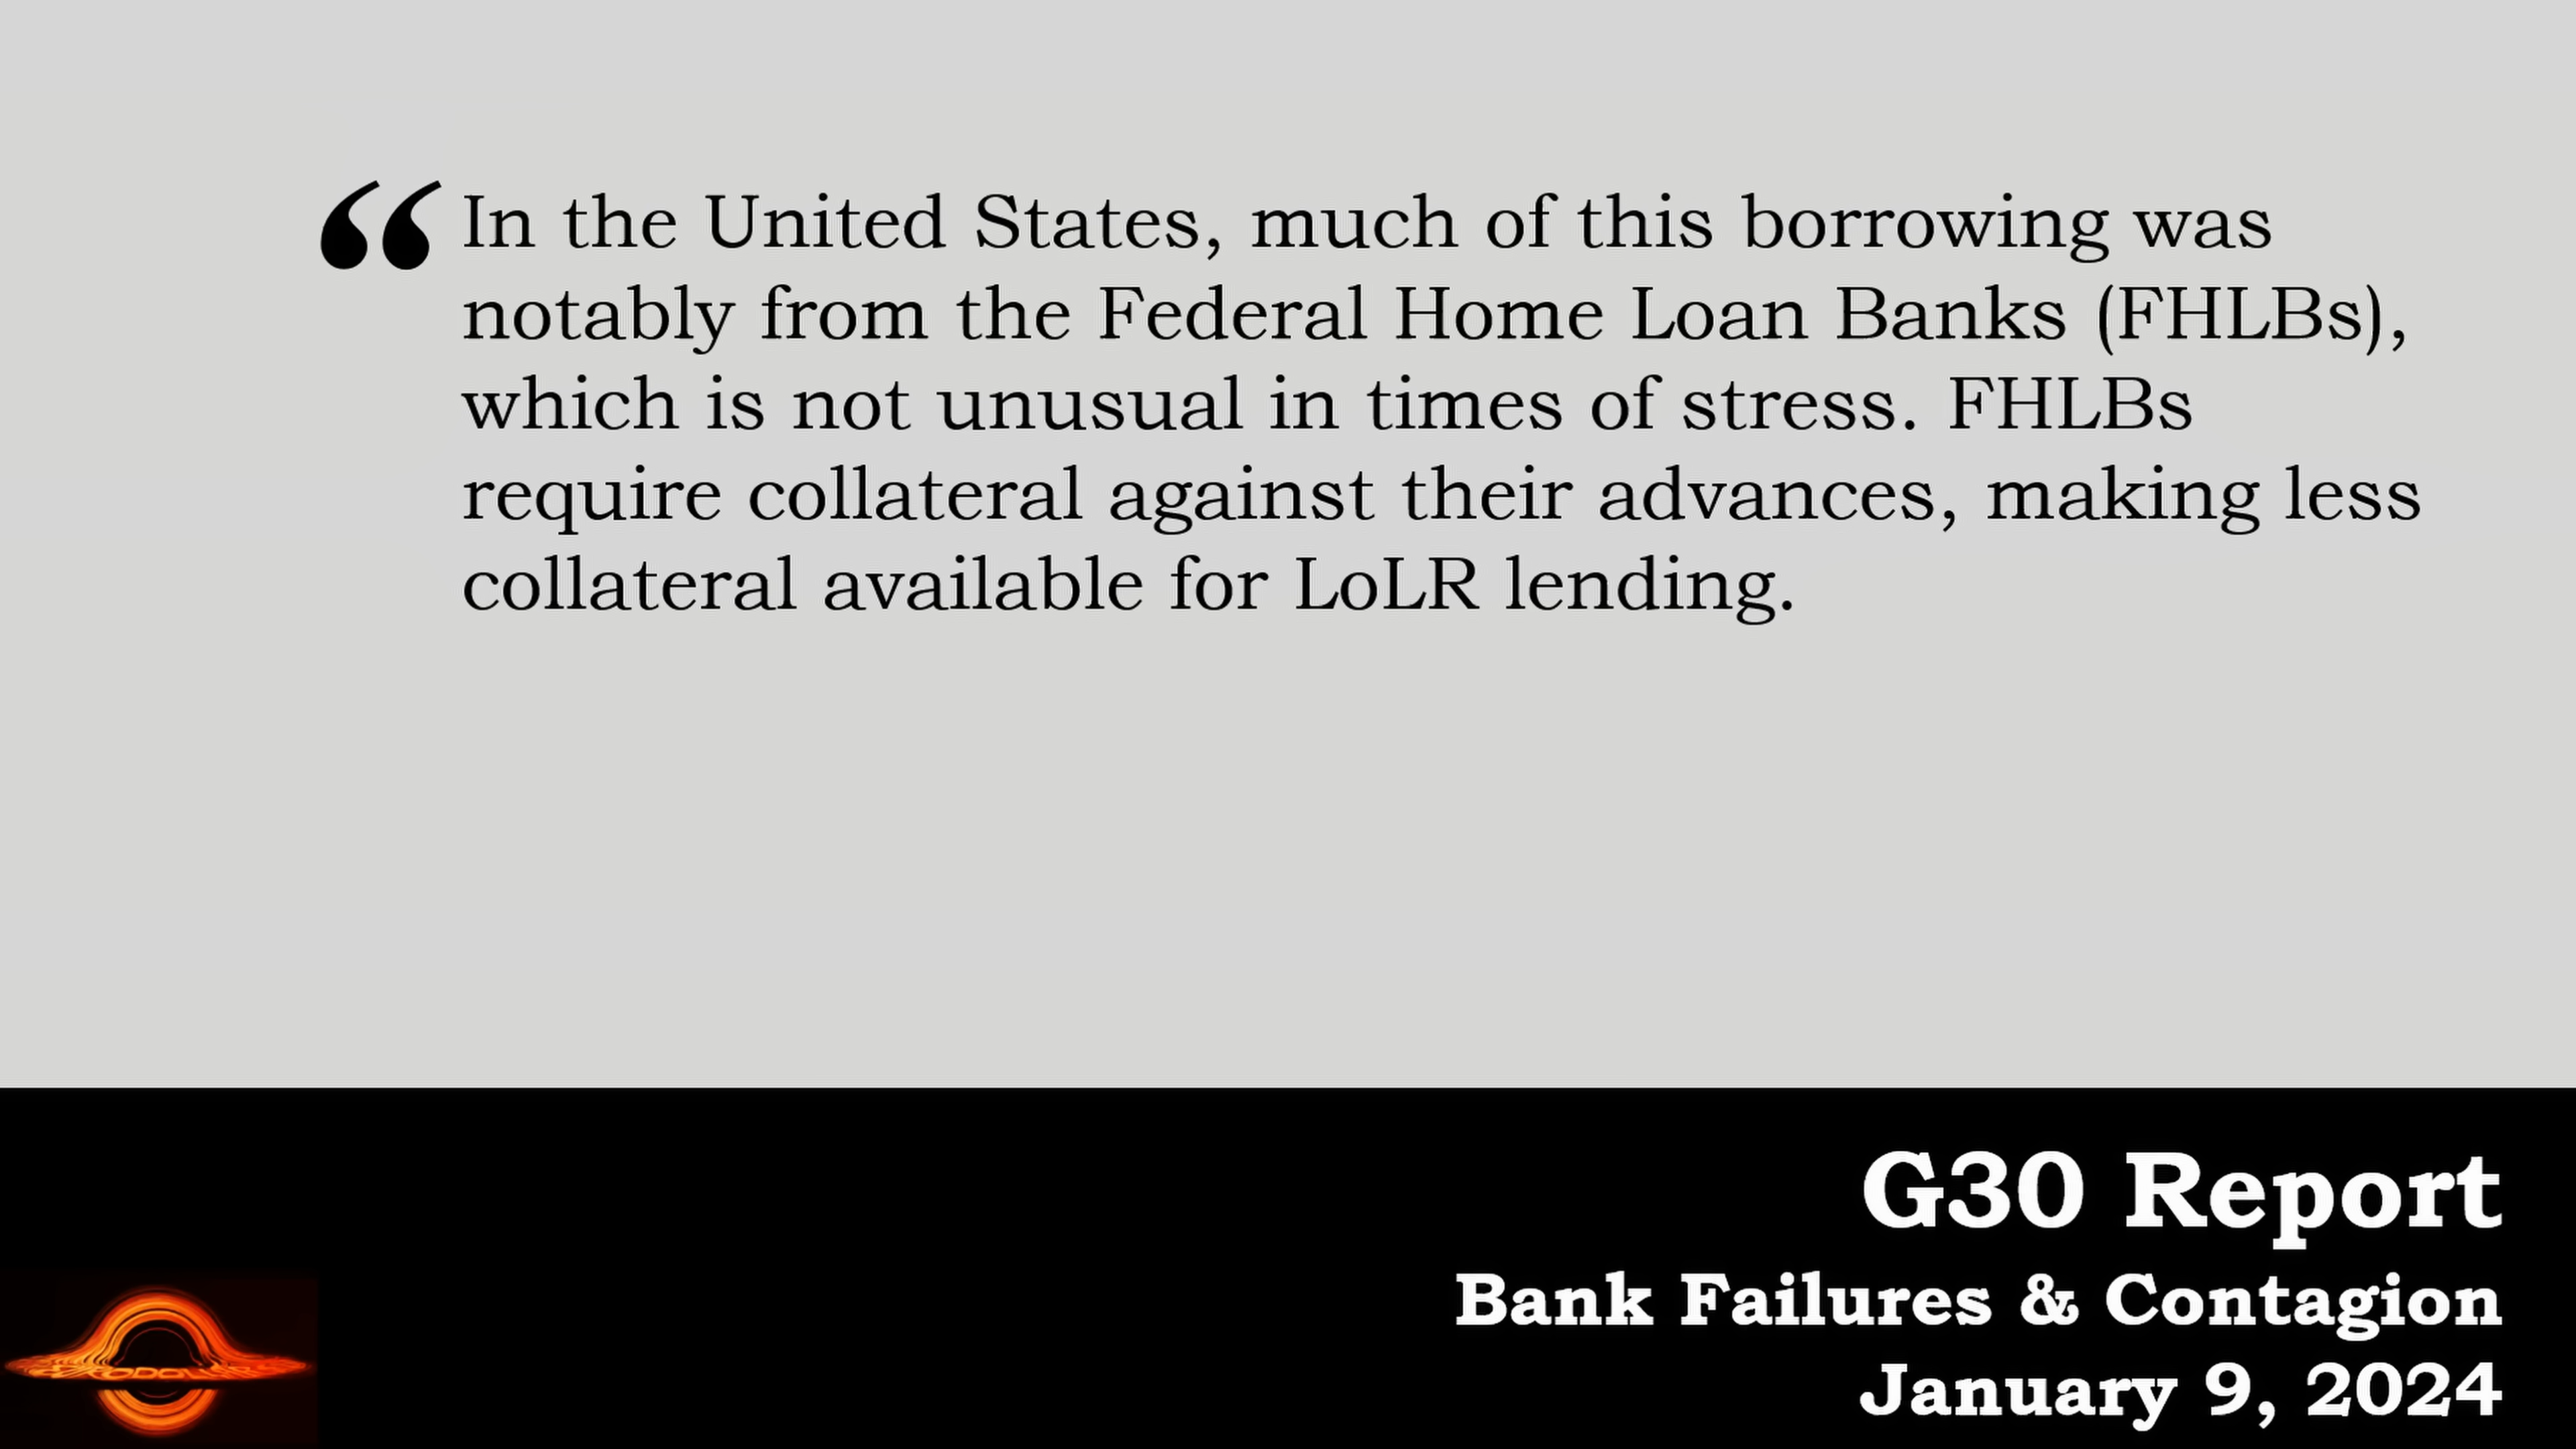 “In the United States, much of this borrowing was
notably from the Federal Home Loan Banks (FHLBs),
which is not unusual in times of stress. FHLBs
require collateral against their advances, making less
collateral available for LoLR lending.
G30 Report
Bank Failures & Contagion
January 9, 2024